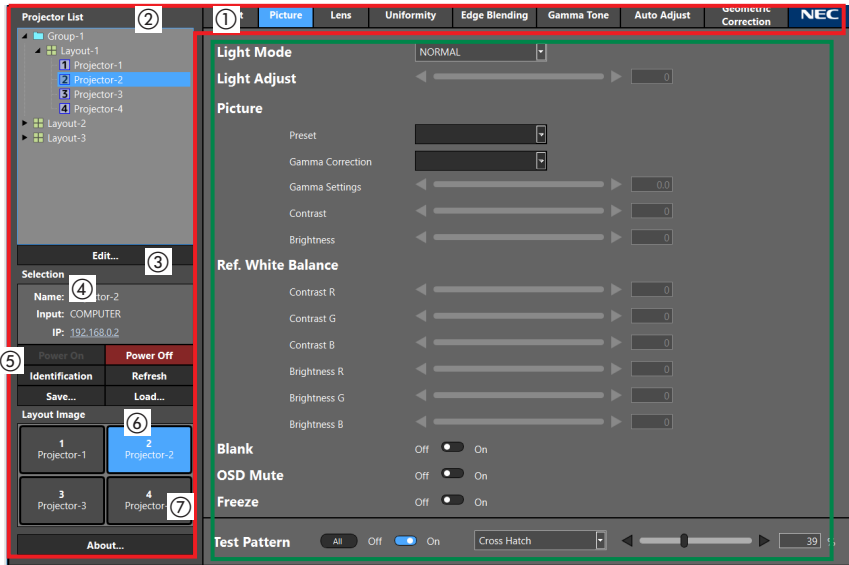 Projector List
②
①
Picture
Lens
Uniformity
Edge Blending
Gamma Tone
Auto Adjust
Geometric
Correction
NEC
Group-1
Layout-1
1 Projector-1
2 Projector-2
3 Projector-3
4 Projector-4
Layout-2
Layout-3
Edit...
③
Selection
④
Name:
Input: COMPUTER
IP: 192.168.0.2
⑤
Power On
Power Off
Identification
Refresh
Save...
Load...
Layout Image
⑥
1
Projector-1
2
Projector-2
3
Projector-3
4
⑦
About...
Light Mode
NORMAL
Light Adjust
0
Picture
Preset
Gamma Correction
Gamma Settings
0.0
Contrast
0
Brightness
0
Ref. White Balance
Contrast R
0
Contrast G
0
Contrast B
0
Brightness R
0
Brightness G
0
Brightness B
0
Blank
Off On
OSD Mute
Off On
Freeze
Off On
Test Pattern
All
Off On
Cross Hatch
39 %